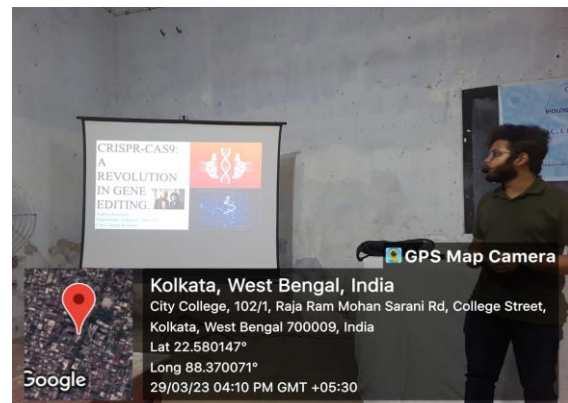 CRISPR-CAS9:
A
REVOLUTION
IN GENE
EDITING.
BIOLOG
GPS Map Camera
Kolkata, West Bengal, India
City College, 102/1, Raja Ram Mohan Sarani Rd, College Street,
Kolkata, West Bengal 700009, India
Lat 22.580147°
Long 88.370071°
29/03/23 04:10 PM GMT +05:30
Google